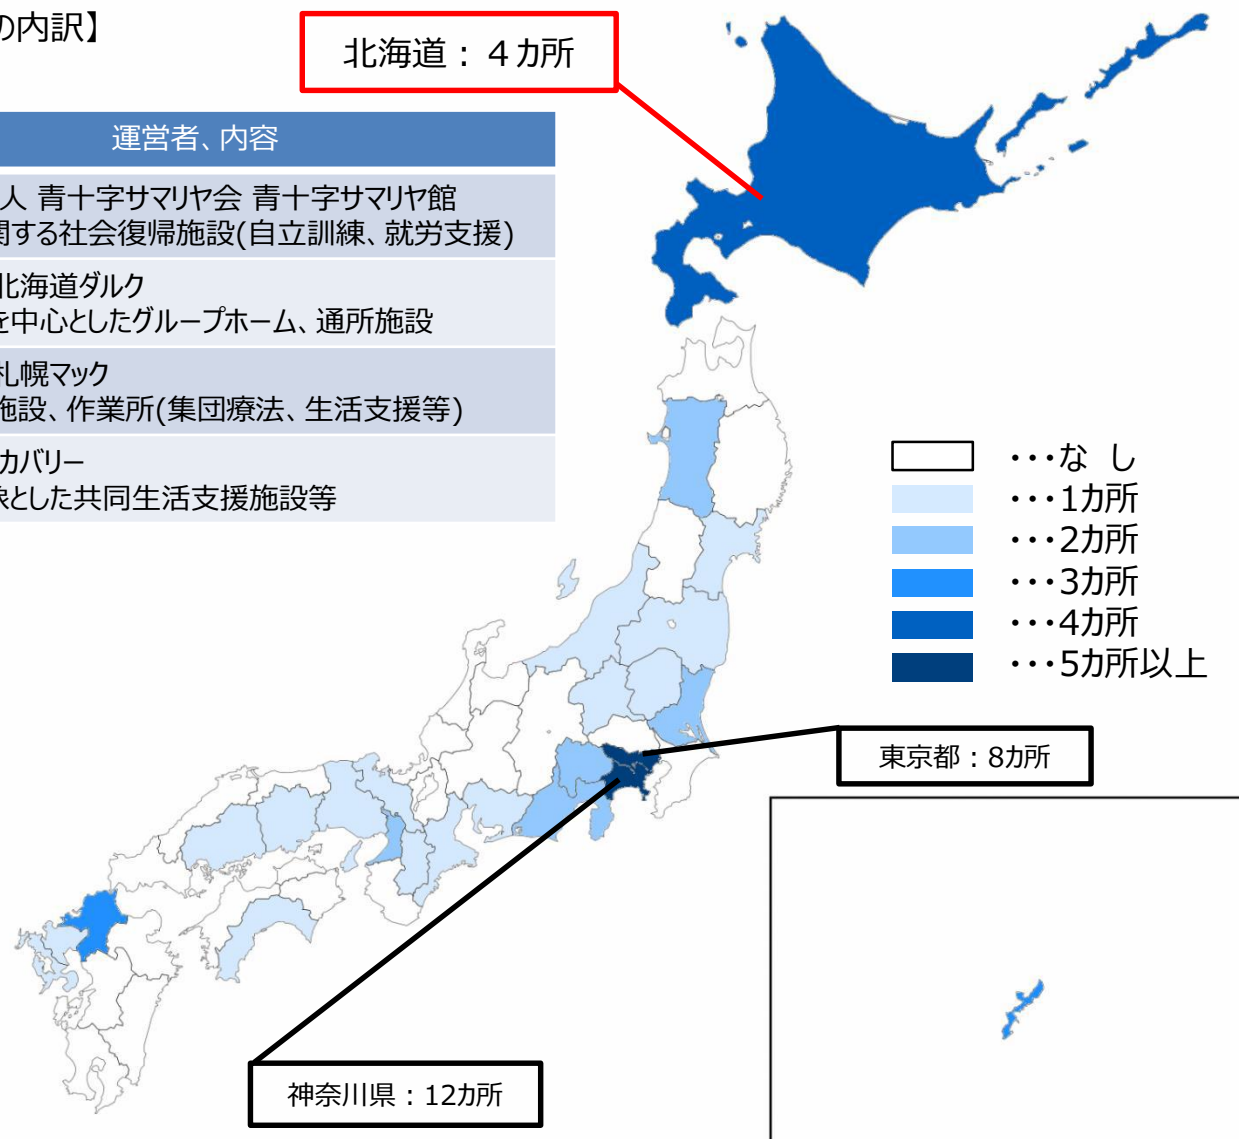 の内訳】
北海道：４カ所
運営者、内容
人 青十字サマリヤ会 青十字サマリヤ館
関する社会復帰施設(自立訓練、就労支援)
北海道ダルク
を中心としたグループホーム、通所施設
札幌マック
施設、作業所(集団療法、生活支援等)
カバリー
象とした共同生活支援施設等
・・・な し
・・・1カ所
・・・2カ所
・・・3カ所
・・・4カ所
・・・5カ所以上
東京都：8カ所
神奈川県：12カ所